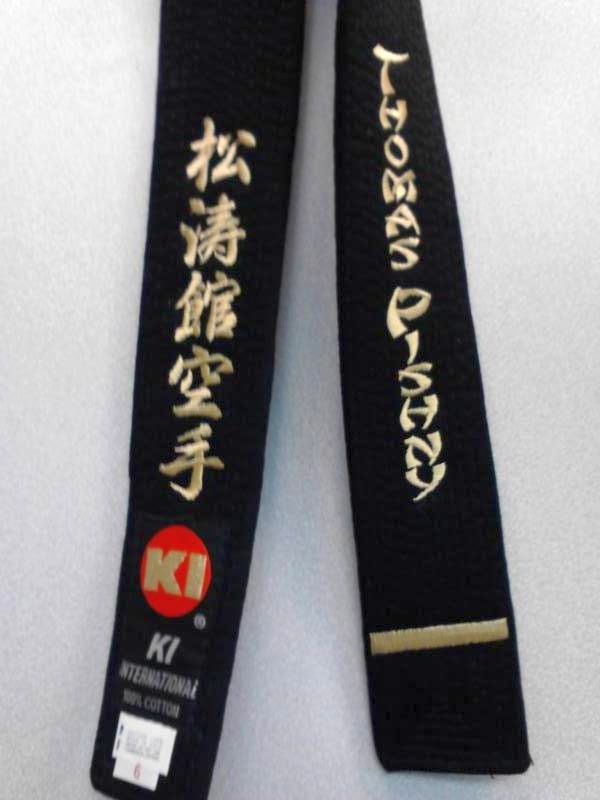 松涛館空手
KI
®
KI
INTERNATIONAL
100% COTTON
6
THOMAS PISHNY